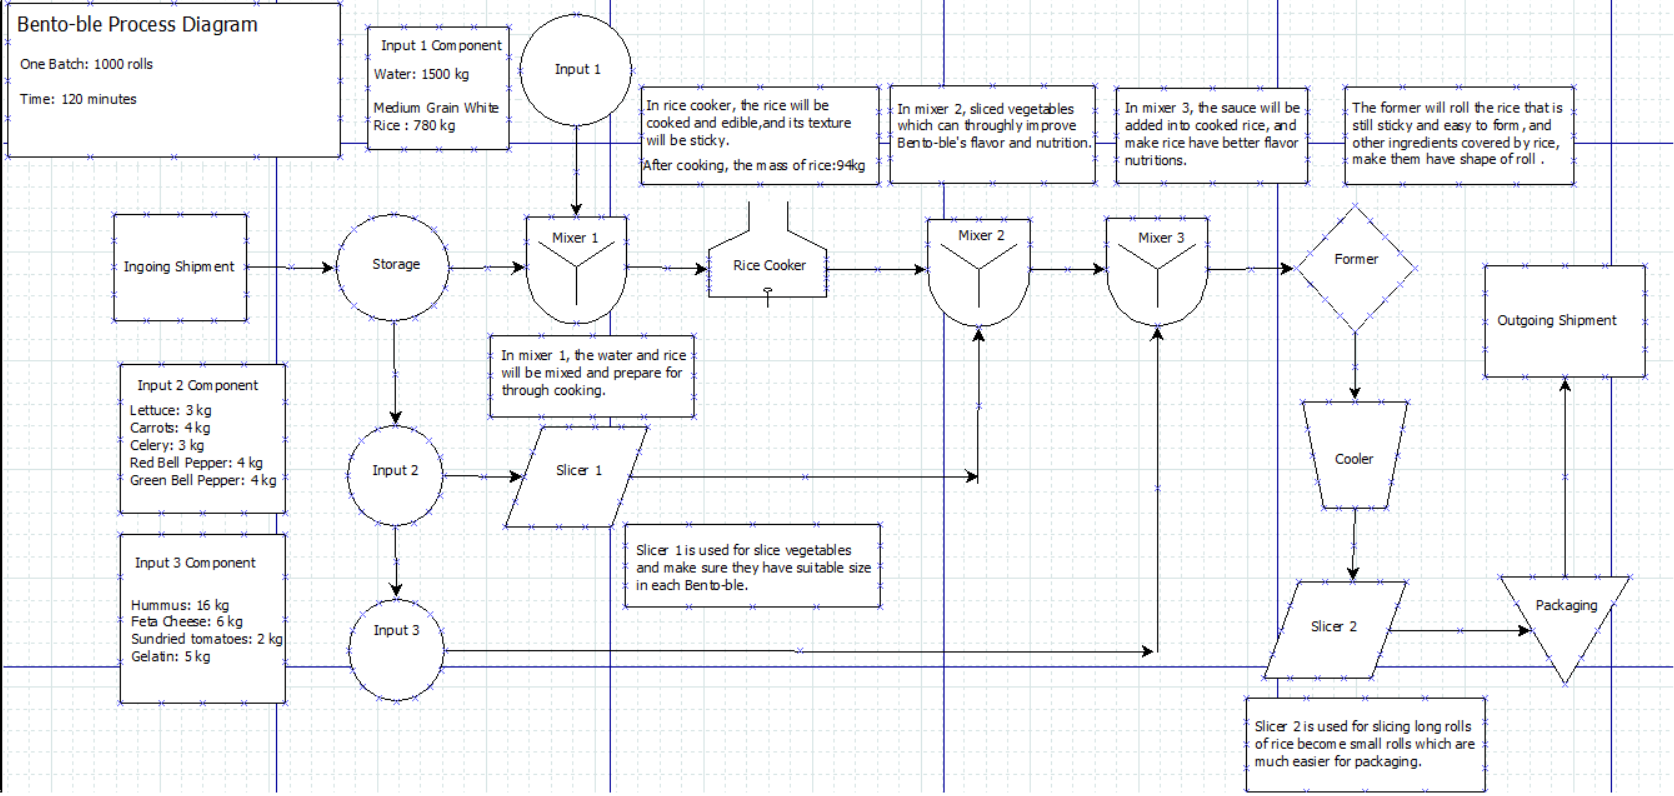 Bento-ble Process Diagram
One Batch: 1000 rolls
Time: 120 minutes
Input 1 Component
Water: 1500 kg
Medium Grain White
Rice : 780 kg
Input 1
In rice cooker, the rice will be
cooked and edible,and its texture
will be sticky.
After cooking, the mass of rice:94kg
In mixer 2, sliced vegetables
which can throughly improve
Bento-ble's flavor and nutrition.
In mixer 3, the sauce will be
added into cooked rice, and
make rice have better flavor
nutritions.
The former will roll the rice that is
still sticky and easy to form, and
other ingredients covered by rice,
make them have shape of roll .
Ingoing Shipment
Storage
Mixer 1
Rice Cooker
Mixer 2
Mixer 3
Former
Outgoing Shipment
In mixer 1, the water and rice
will be mixed and prepare for
through cooking.
Input 2 Component
Lettuce: 3 kg
Carrots: 4 kg
Celery: 3 kg
Red Bell Pepper: 4 kg
Green Bell Pepper: 4 kg
Input 2
Slicer 1
Cooler
Slicer 1 is used for slice vegetables
and make sure they have suitable size
in each Bento-ble.
Input 3 Component
Hummus: 16 kg
Feta Cheese: 6 kg
Sundried tomatoes: 2 kg
Gelatin: 5 kg
Input 3
Slicer 2
Packaging
Slicer 2 is used for slicing long rolls
of rice become small rolls which are
much easier for packaging.